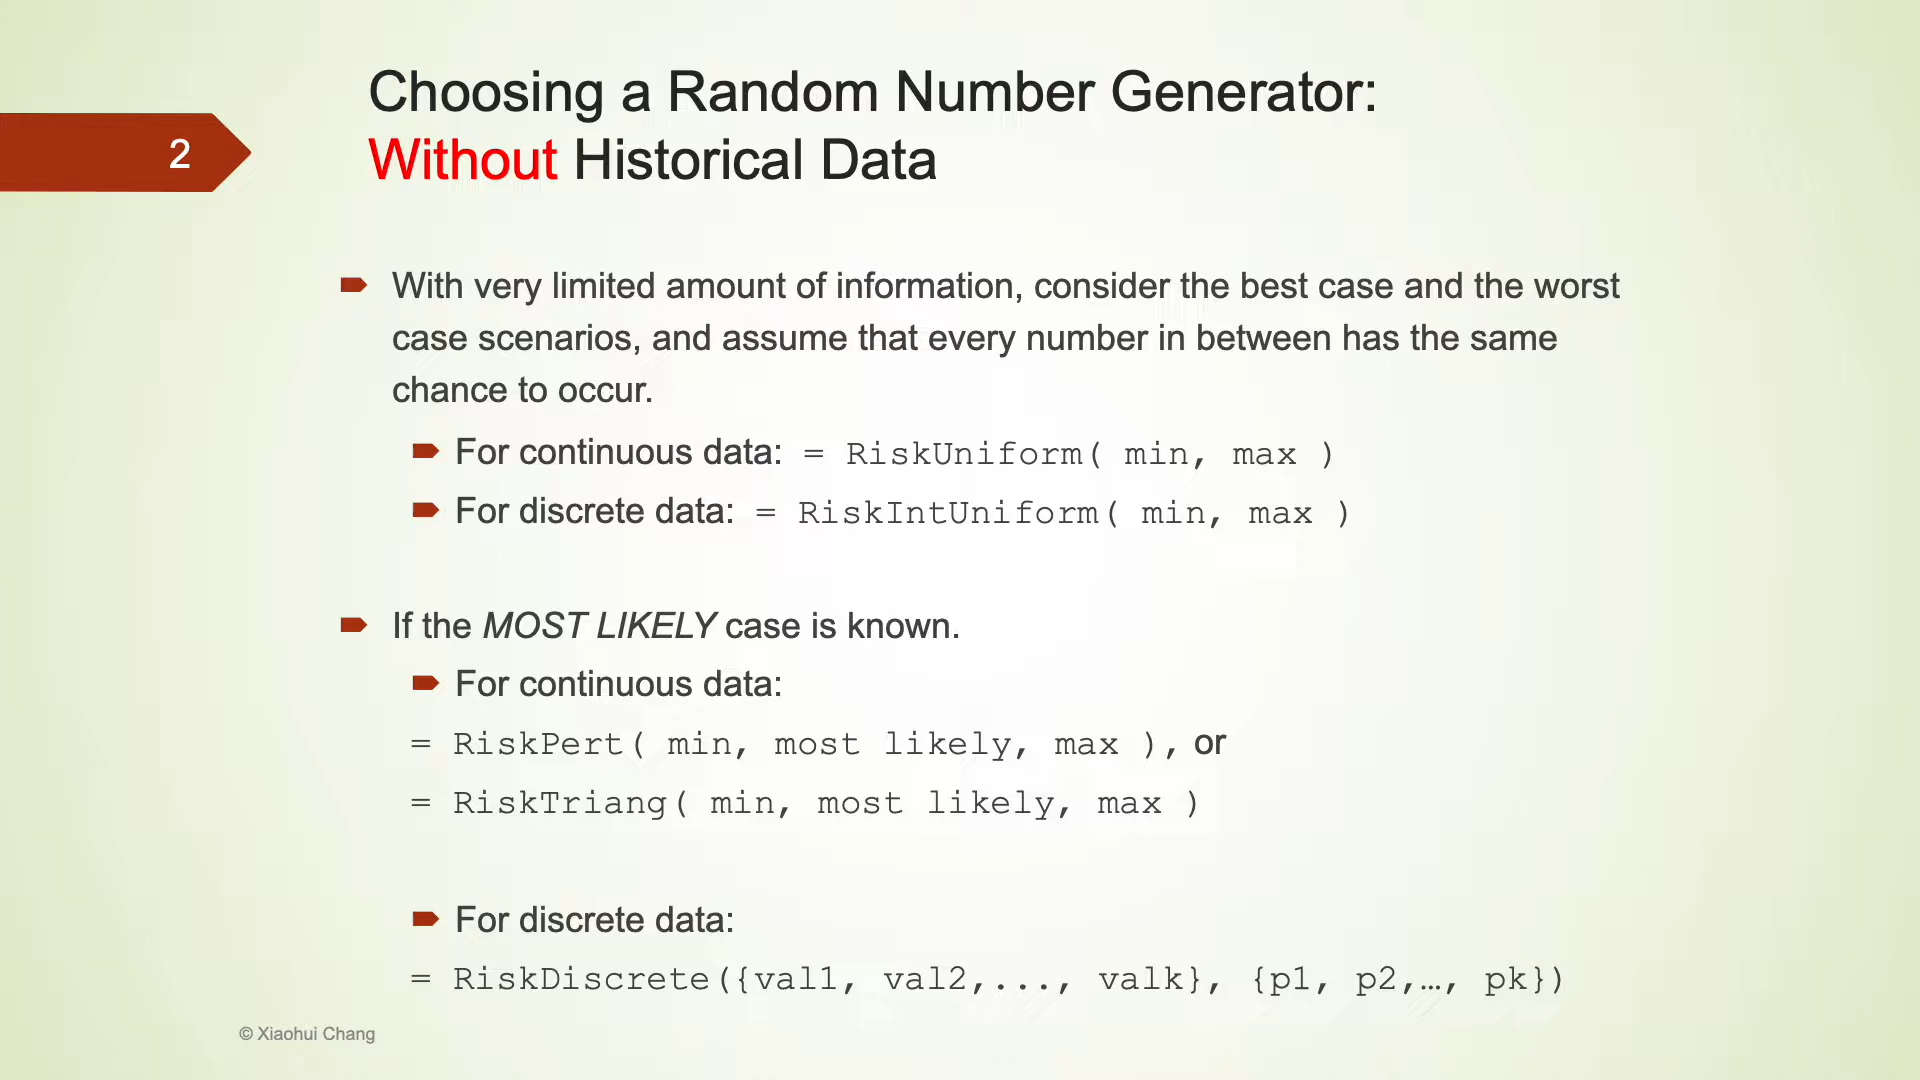 Choosing a Random Number Generator:
Without Historical Data
2
With very limited amount of information, consider the best case and the worst
case scenarios, and assume that every number in between has the same
chance to occur.
For continuous data: = RiskUniform( min, max )
For discrete data: = RiskIntUniform( min, max )
If the MOST LIKELY case is known.
For continuous data:
= RiskPert( min, most likely, max ), or
= RiskTriang( min, most likely, max )
For discrete data:
= RiskDiscrete({val1, val2,..., valk}, {p1, p2,…, pk})
© Xiaohui Chang